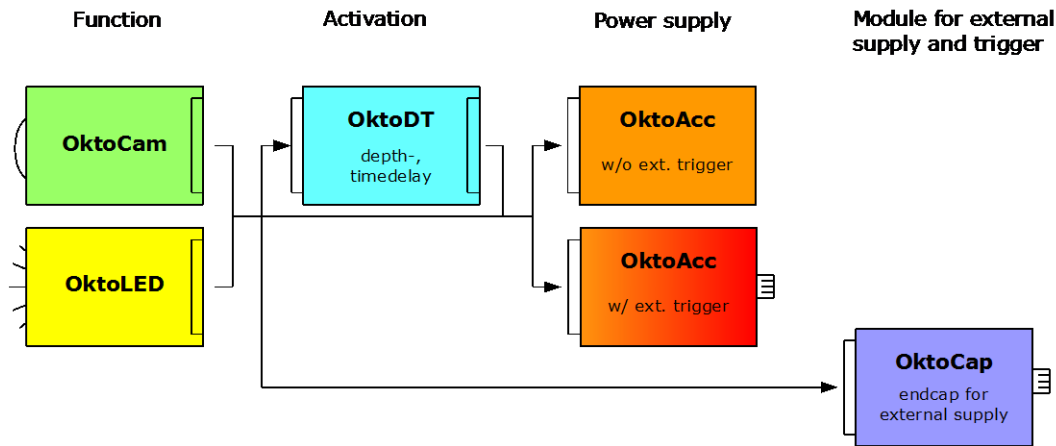 Function
Activation
Power supply
Module for external
supply and trigger
OktoCam
OktoDT
depth-,
timedelay
OktoAcc
w/o ext. trigger
OktoLED
OktoAcc
w/ ext. trigger
OktoCap
endcap for
external supply